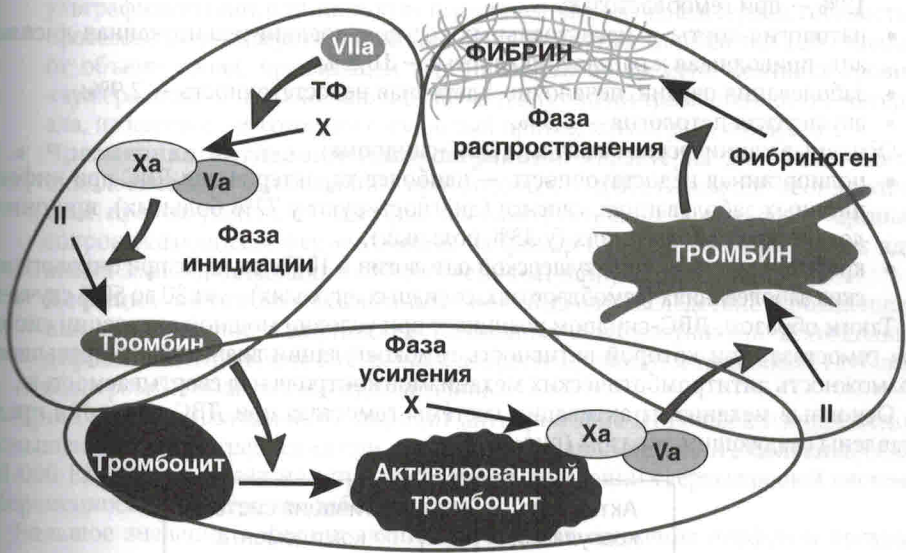 VIIa
ТФ
X
Xa
Va
II
Фаза
инициации
Тромбин
ФИБРИН
Фаза
распространения
Фибриноген
ТРОМБИН
Фаза
усиления
X
Xa
Va
II
Тромбоцит
Активированный
тромбоцит